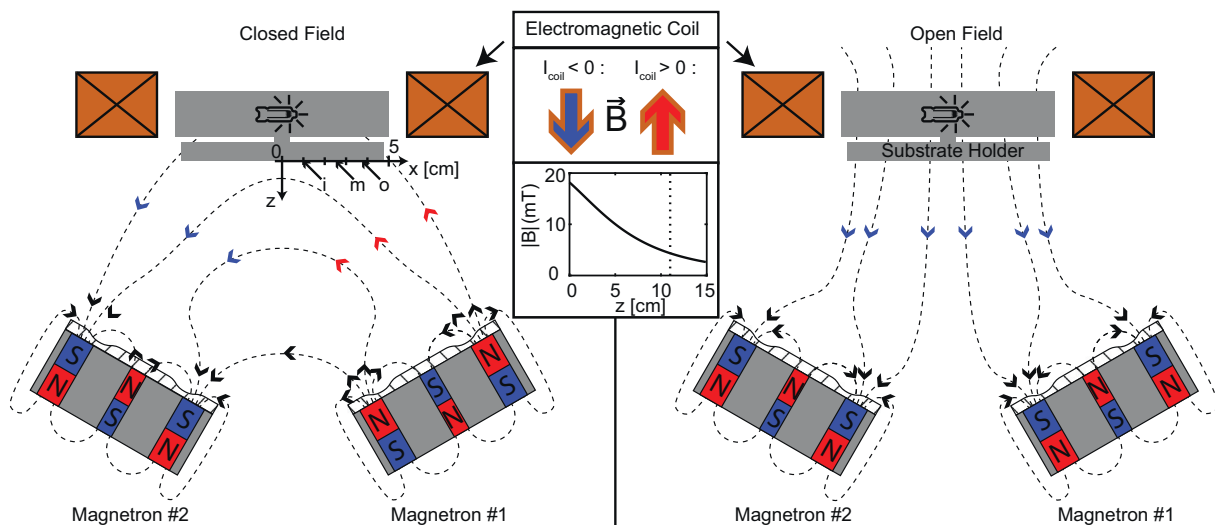 Closed Field
Electromagnetic Coil
Open Field
I_coil < 0 :
I_coil > 0 :
B
0
5
x [cm]
i
m
o
z
Substrate Holder
20
10
0
|B|(mT)
0
5
10
15
z [cm]
S
N
N
S
S
N
N
S
S
N
N
S
S
N
N
S
S
N
S
N
N
S
S
N
Magnetron #2
Magnetron #1
Magnetron #2
Magnetron #1